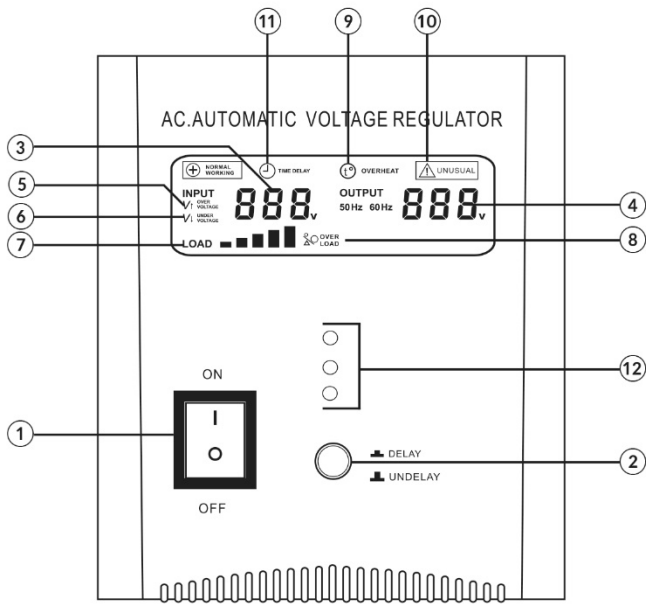 11 9 10
AC.AUTOMATIC VOLTAGE REGULATOR
3
NORMAL
WORKING
TIME DELAY
t° OVERHEAT
UNUSUAL
5
INPUT
V↑ OVER
VOLTAGE
6
V↓ UNDER
VOLTAGE
888v
OUTPUT
50Hz 60Hz
888v
4
7
LOAD
OVER
LOAD
8
12
ON
I
O
OFF
1
DELAY
UNDELAY
2